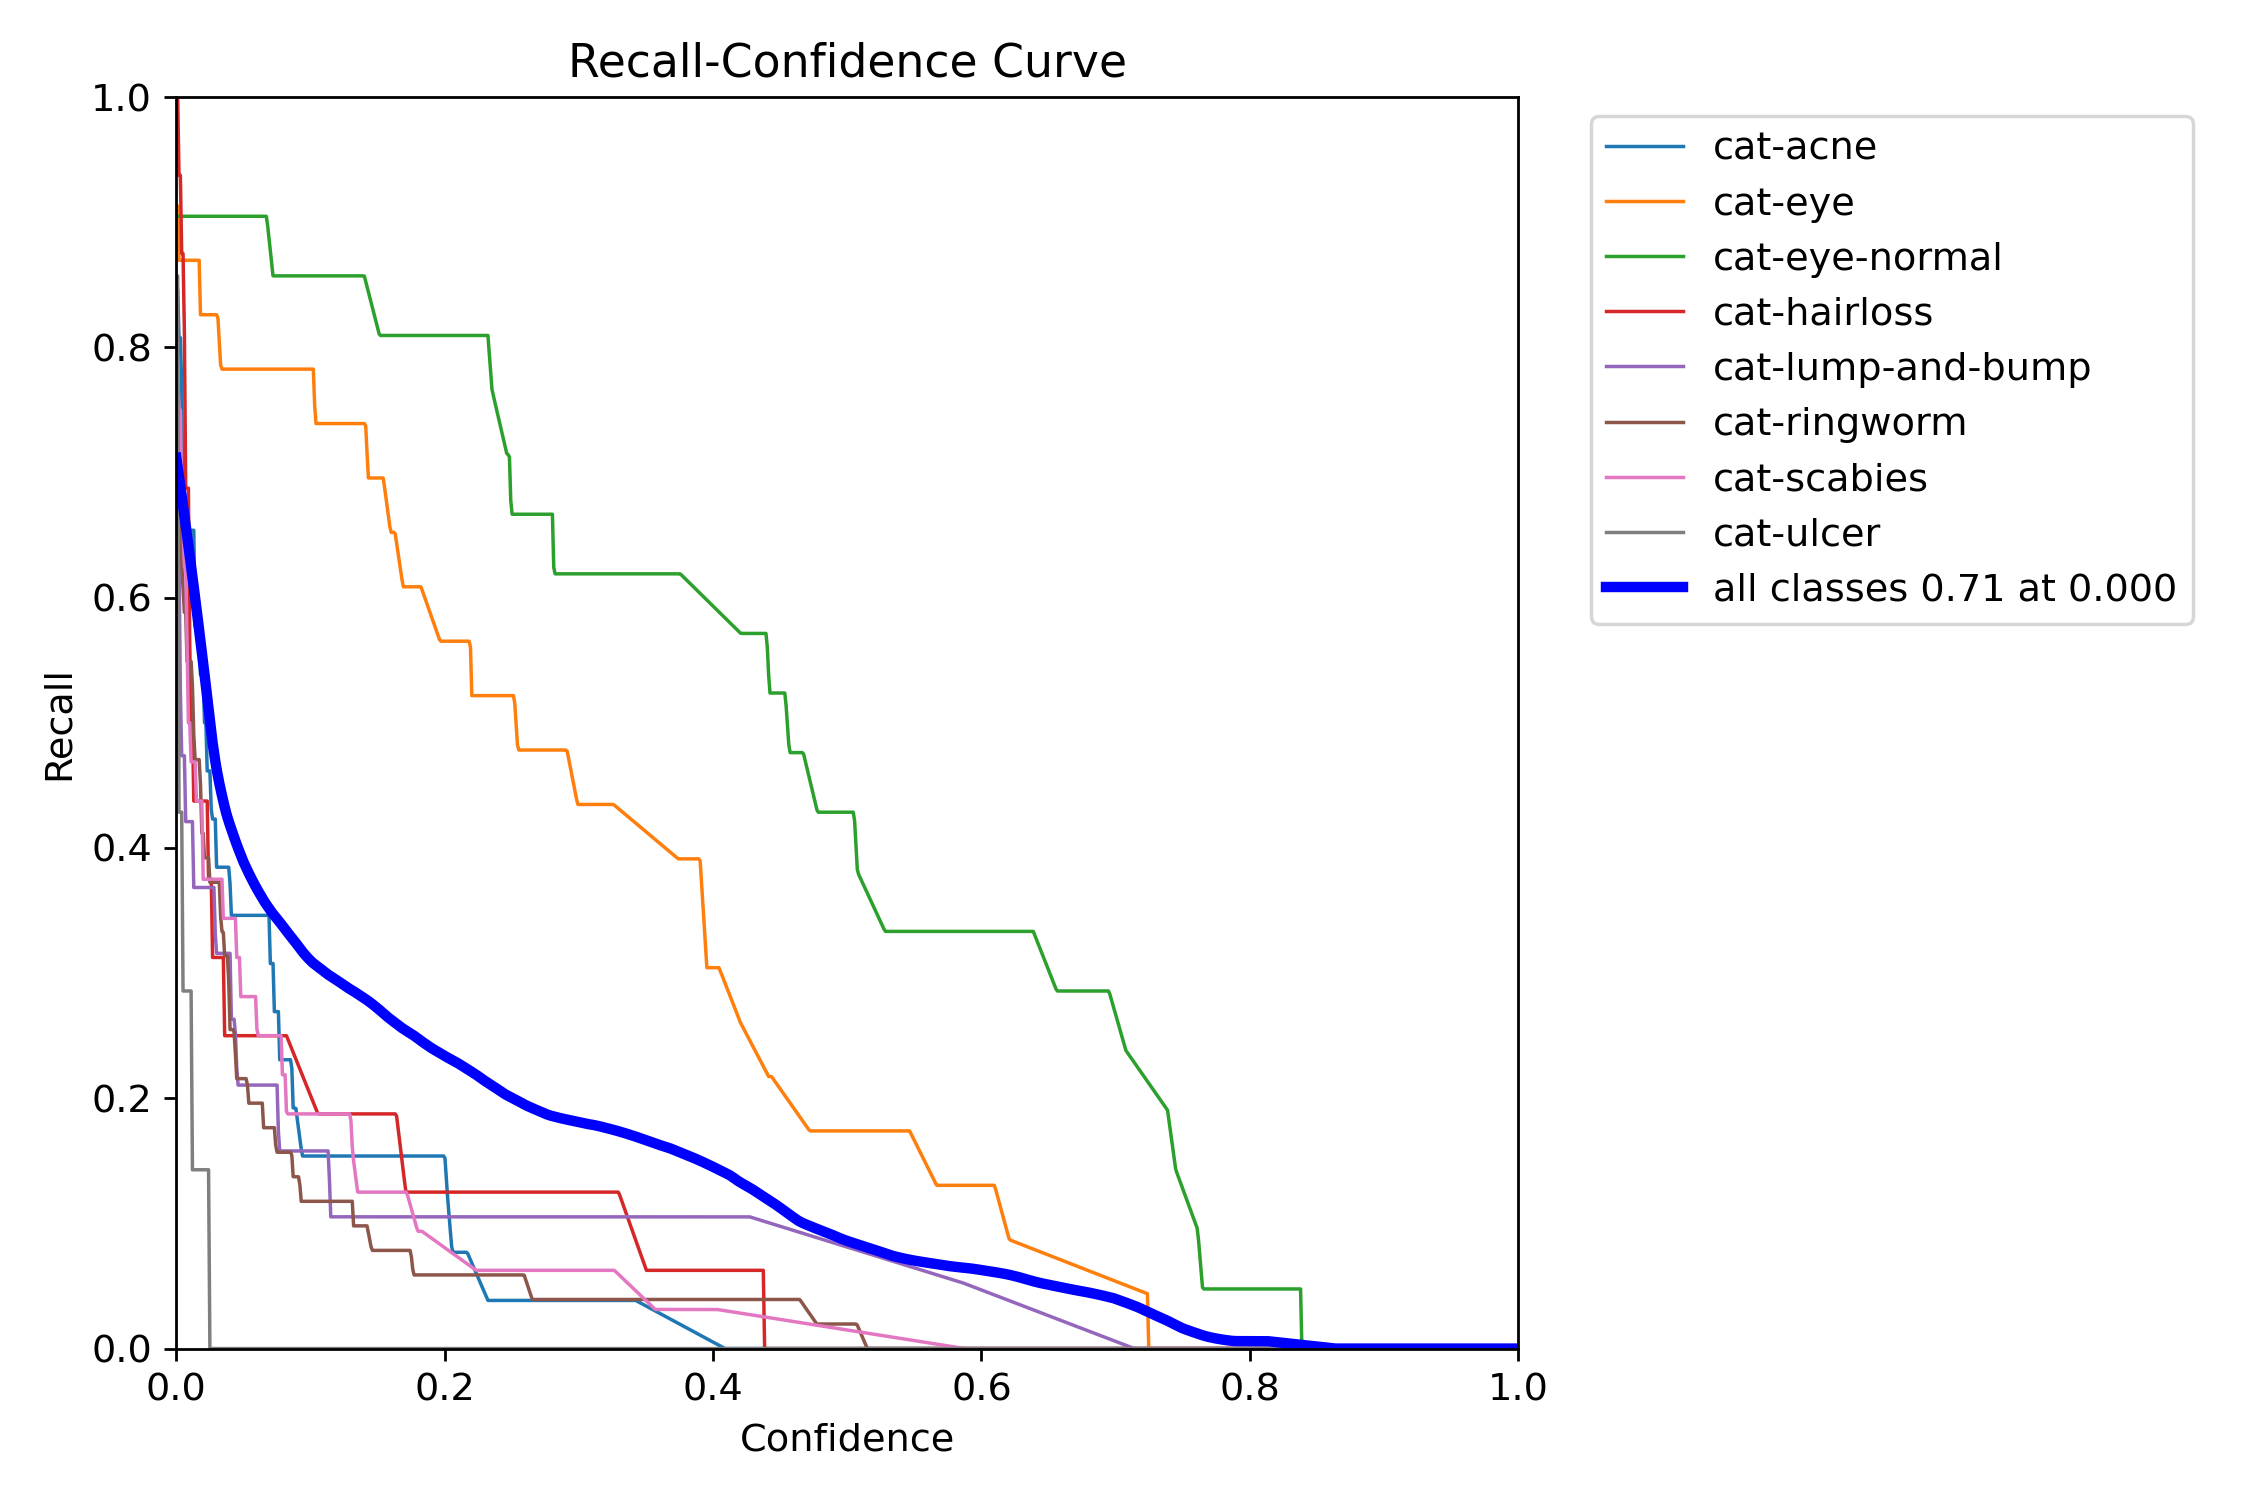 Recall-Confidence Curve
1.0
0.8
0.6
0.4
0.2
0.0
Recall
0.0 0.2 0.4 0.6 0.8 1.0
Confidence
cat-acne
cat-eye
cat-eye-normal
cat-hairloss
cat-lump-and-bump
cat-ringworm
cat-scabies
cat-ulcer
all classes 0.71 at 0.000